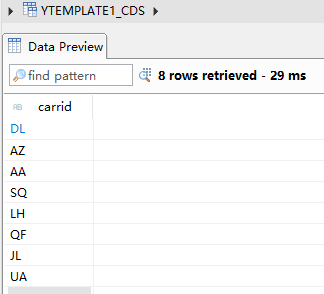 YTEMPLATE1_CDS
Data Preview
find pattern
8 rows retrieved - 29 ms
AB carrid
DL
AZ
AA
SQ
LH
QF
JL
UA